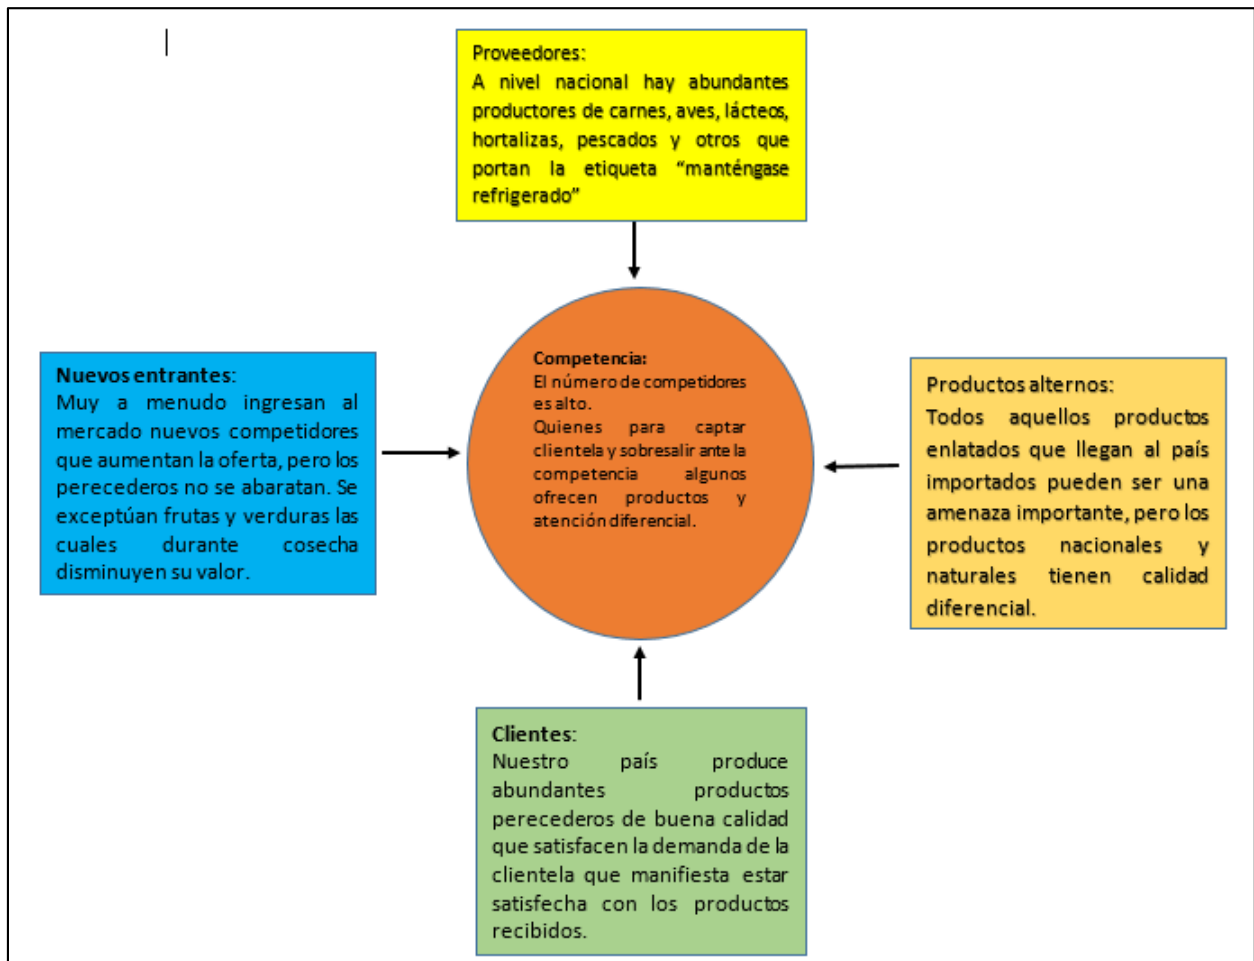 Proveedores:
A nivel nacional hay abundantes
productores de carnes, aves, lácteos,
hortalizas, pescados y otros que
portan la etiqueta “manténgase
refrigerado”
Nuevos entrantes:
Muy a menudo ingresan al
mercado nuevos competidores
que aumentan la oferta, pero los
perecederos no se abaratan. Se
exceptúan frutas y verduras las
cuales durante cosecha
disminuyen su valor.
Competencia:
El número de competidores
es alto.
Quienes para captar
clientela y sobresalir ante la
competencia algunos
ofrecen productos y
atención diferencial.
Productos alternos:
Todos aquellos productos
enlatados que llegan al país
importados pueden ser una
amenaza importante, pero los
productos nacionales y
naturales tienen calidad
diferencial.
Clientes:
Nuestro país produce
abundantes productos
perecederos de buena calidad
que satisfacen la demanda de la
clientela que manifiesta estar
satisfecha con los productos
recibidos.